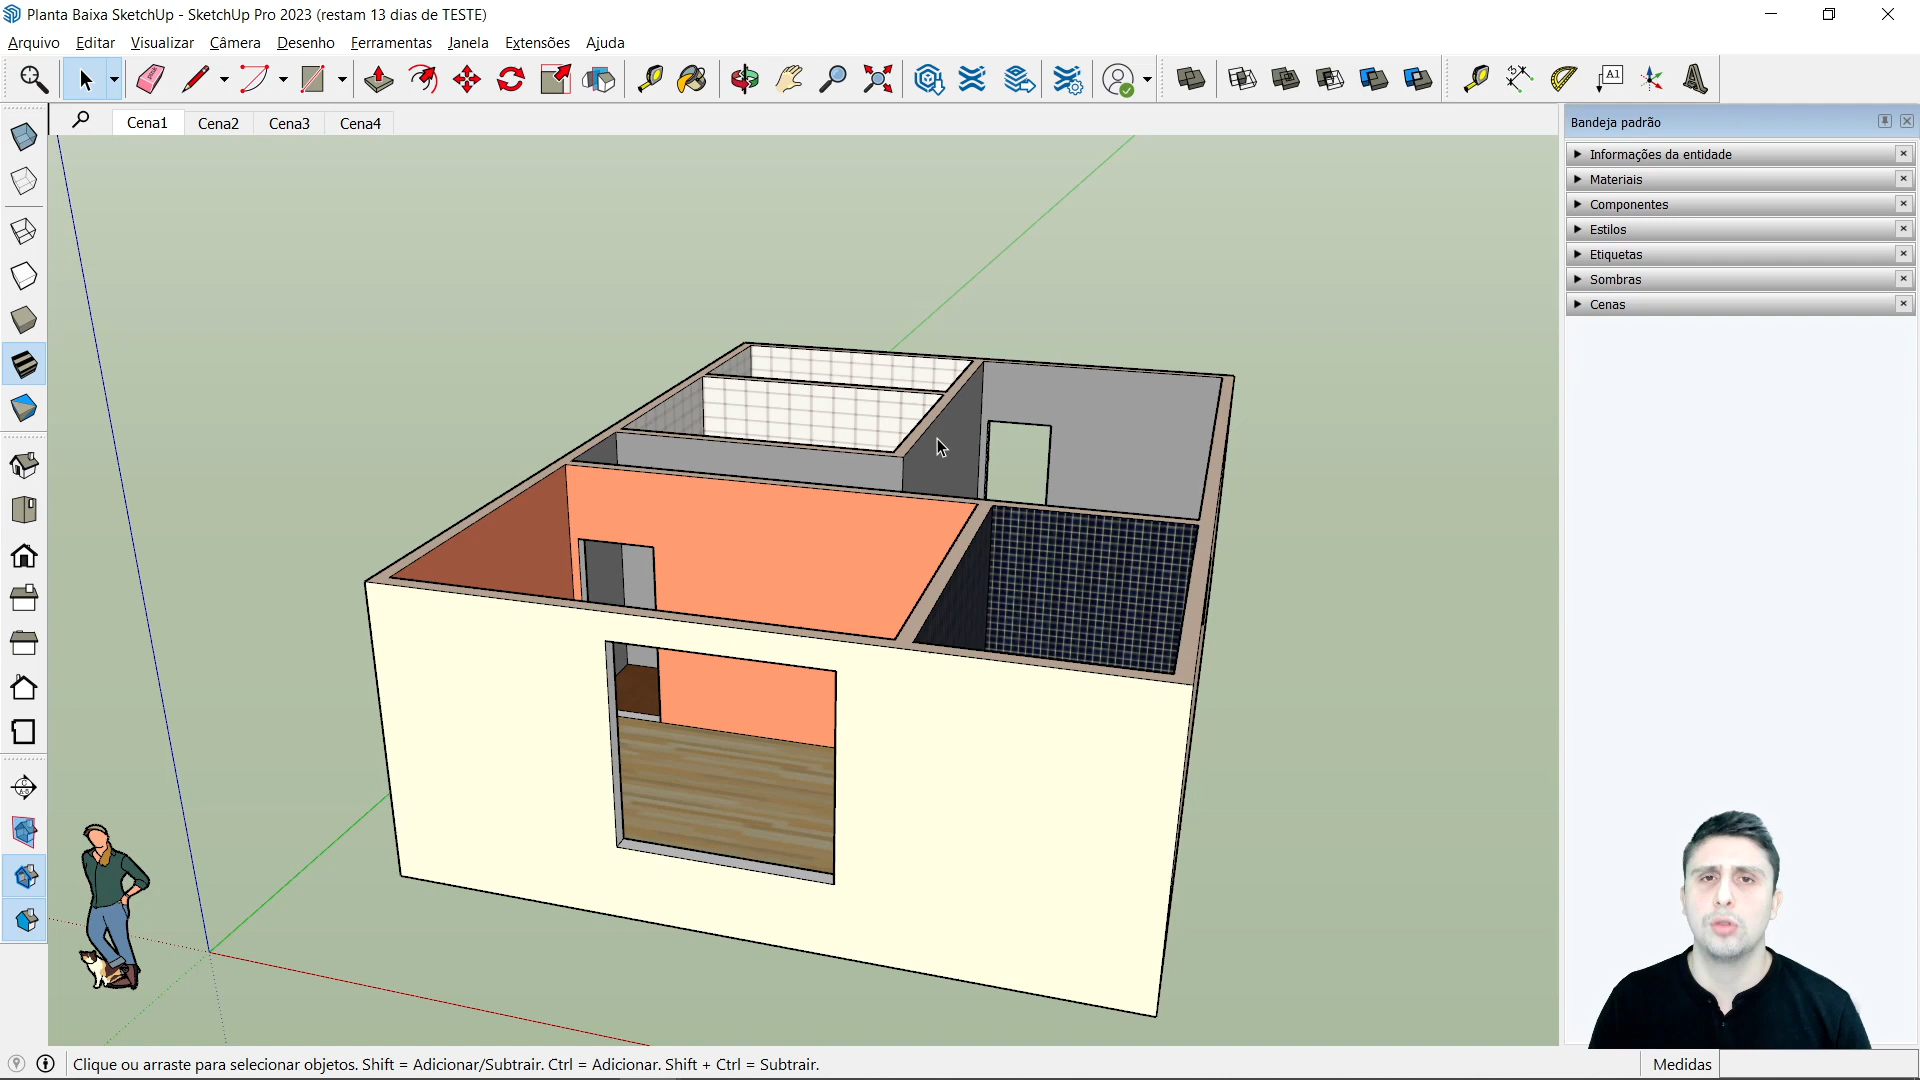 Planta Baixa SketchUp - SketchUp Pro 2023 (restam 13 dias de TESTE)
Arquivo Editar Visualizar Câmera Desenho Ferramentas Janela Extensões Ajuda
A1
Cena1 Cena2 Cena3 Cena4
Bandeja padrão
Informações da entidade
Materiais
Componentes
Estilos
Etiquetas
Sombras
Cenas
Clique ou arraste para selecionar objetos. Shift = Adicionar/Subtrair. Ctrl = Adicionar. Shift + Ctrl = Subtrair.
Medidas